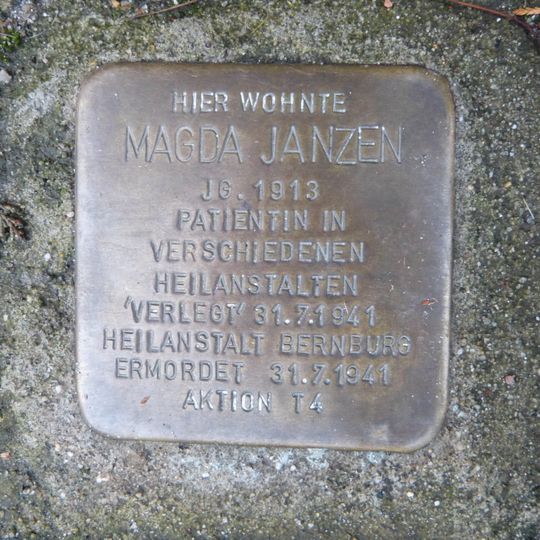 HIER WOHNTE
MAGDA JANZEN
JG. 1913
PATIENTIN IN
VERSCHIEDENEN
HEILANSTALTEN
'VERLEGT' 31.7.1941
HEILANSTALT BERNBURG
ERMORDET 31.7.1941
AKTION T4